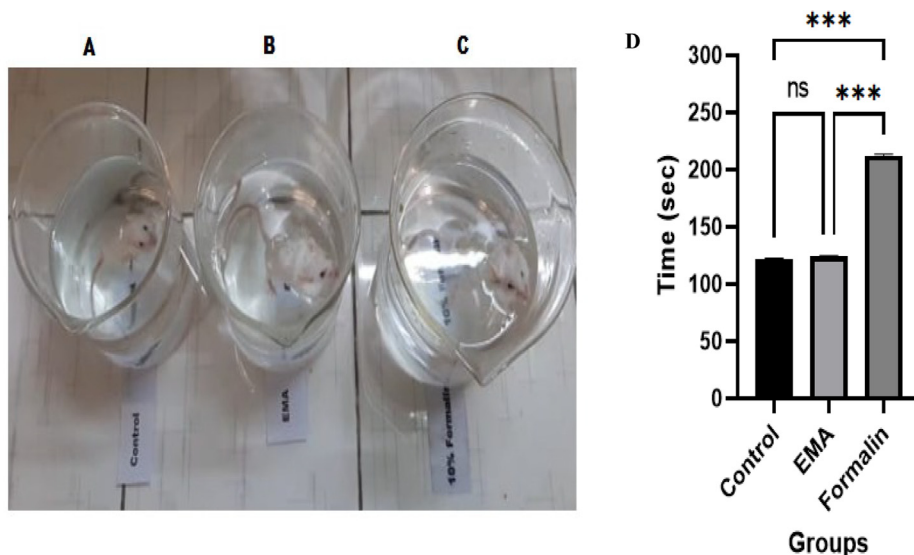 A B C
Control
EMA
10% Formalin
D
***
ns ***
300
250
200
150
100
50
0
Time (sec)
Control
EMA
Formalin
Groups